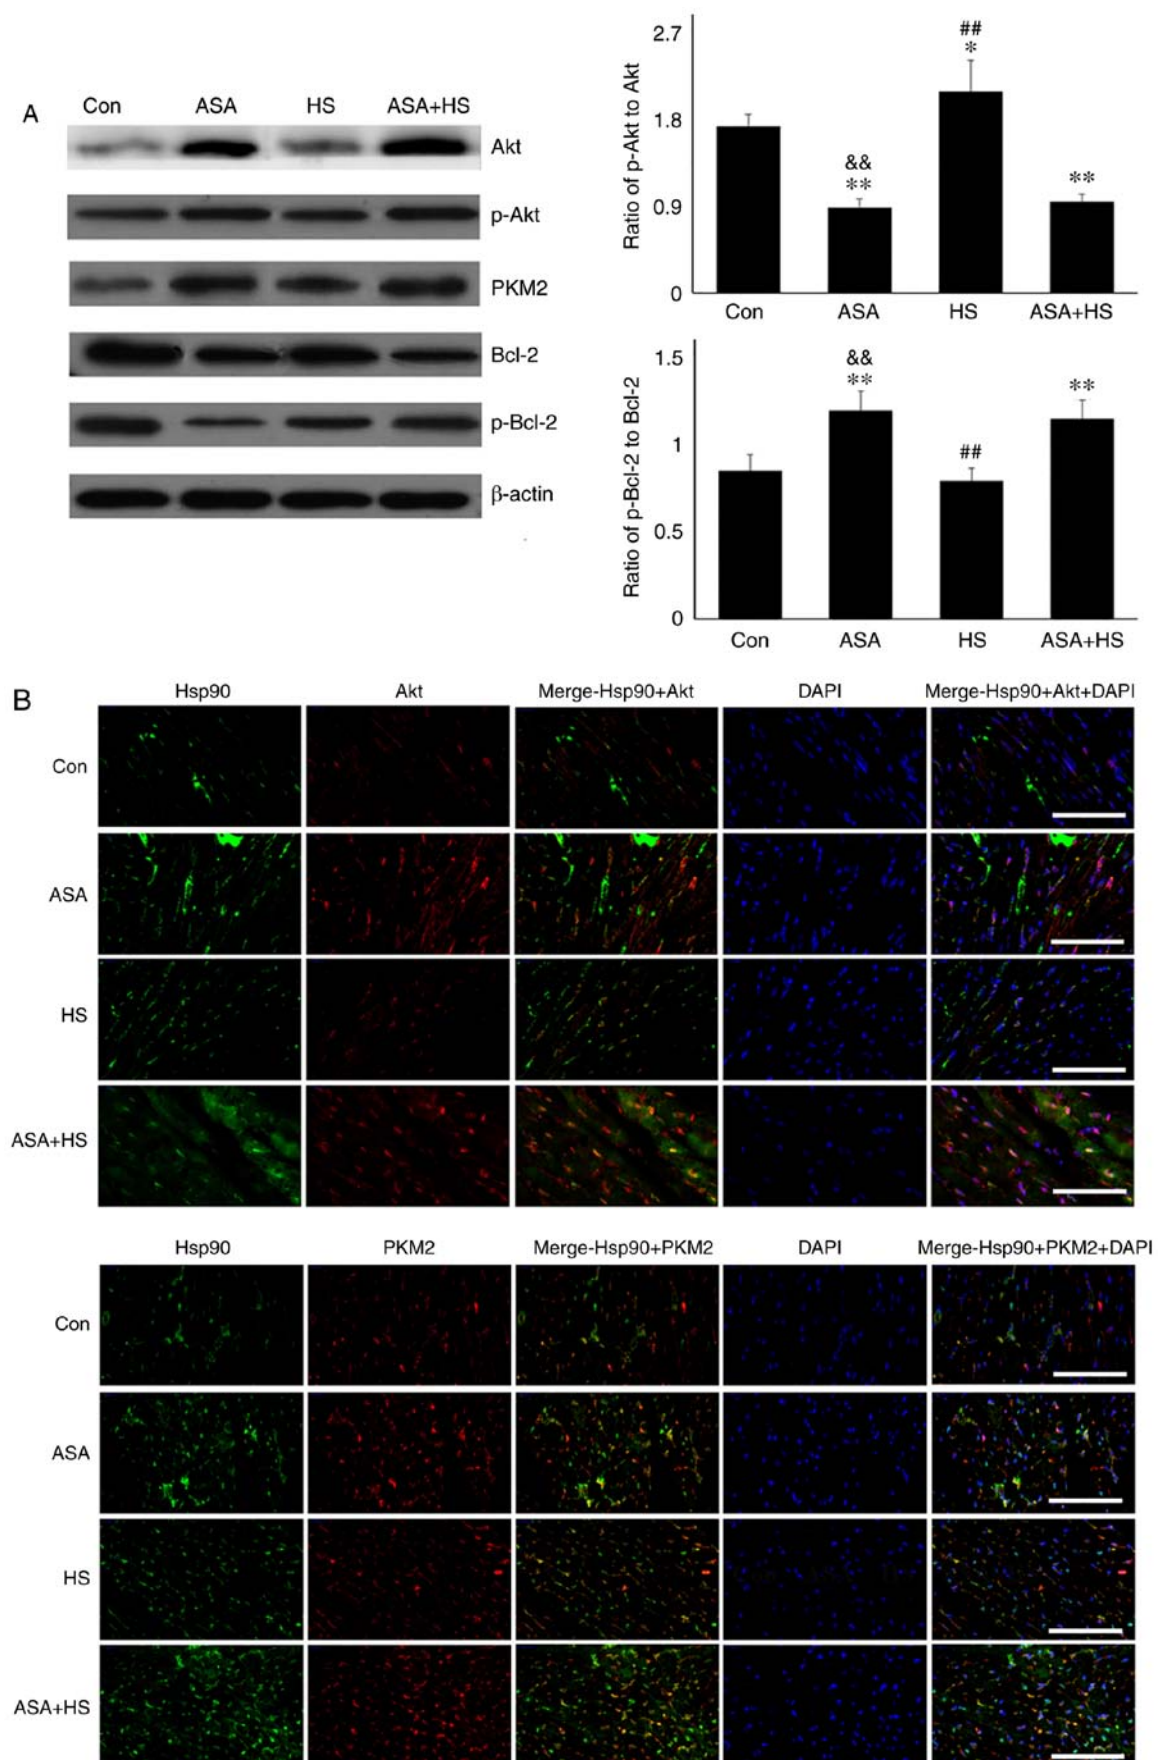 A
Con ASA HS ASA+HS
Akt
p-Akt
PKM2
Bcl-2
p-Bcl-2
β-actin
Ratio of p-Akt to Akt
2.7
1.8
0.9
0
&&
**
##
*
**
Con ASA HS ASA+HS
Ratio of p-Bcl-2 to Bcl-2
1.5
1
0.5
0
&&
**
##
**
Con ASA HS ASA+HS
B
Hsp90 Akt Merge-Hsp90+Akt DAPI Merge-Hsp90+Akt+DAPI
Con
ASA
HS
ASA+HS
Hsp90 PKM2 Merge-Hsp90+PKM2 DAPI Merge-Hsp90+PKM2+DAPI
Con
ASA
HS
ASA+HS